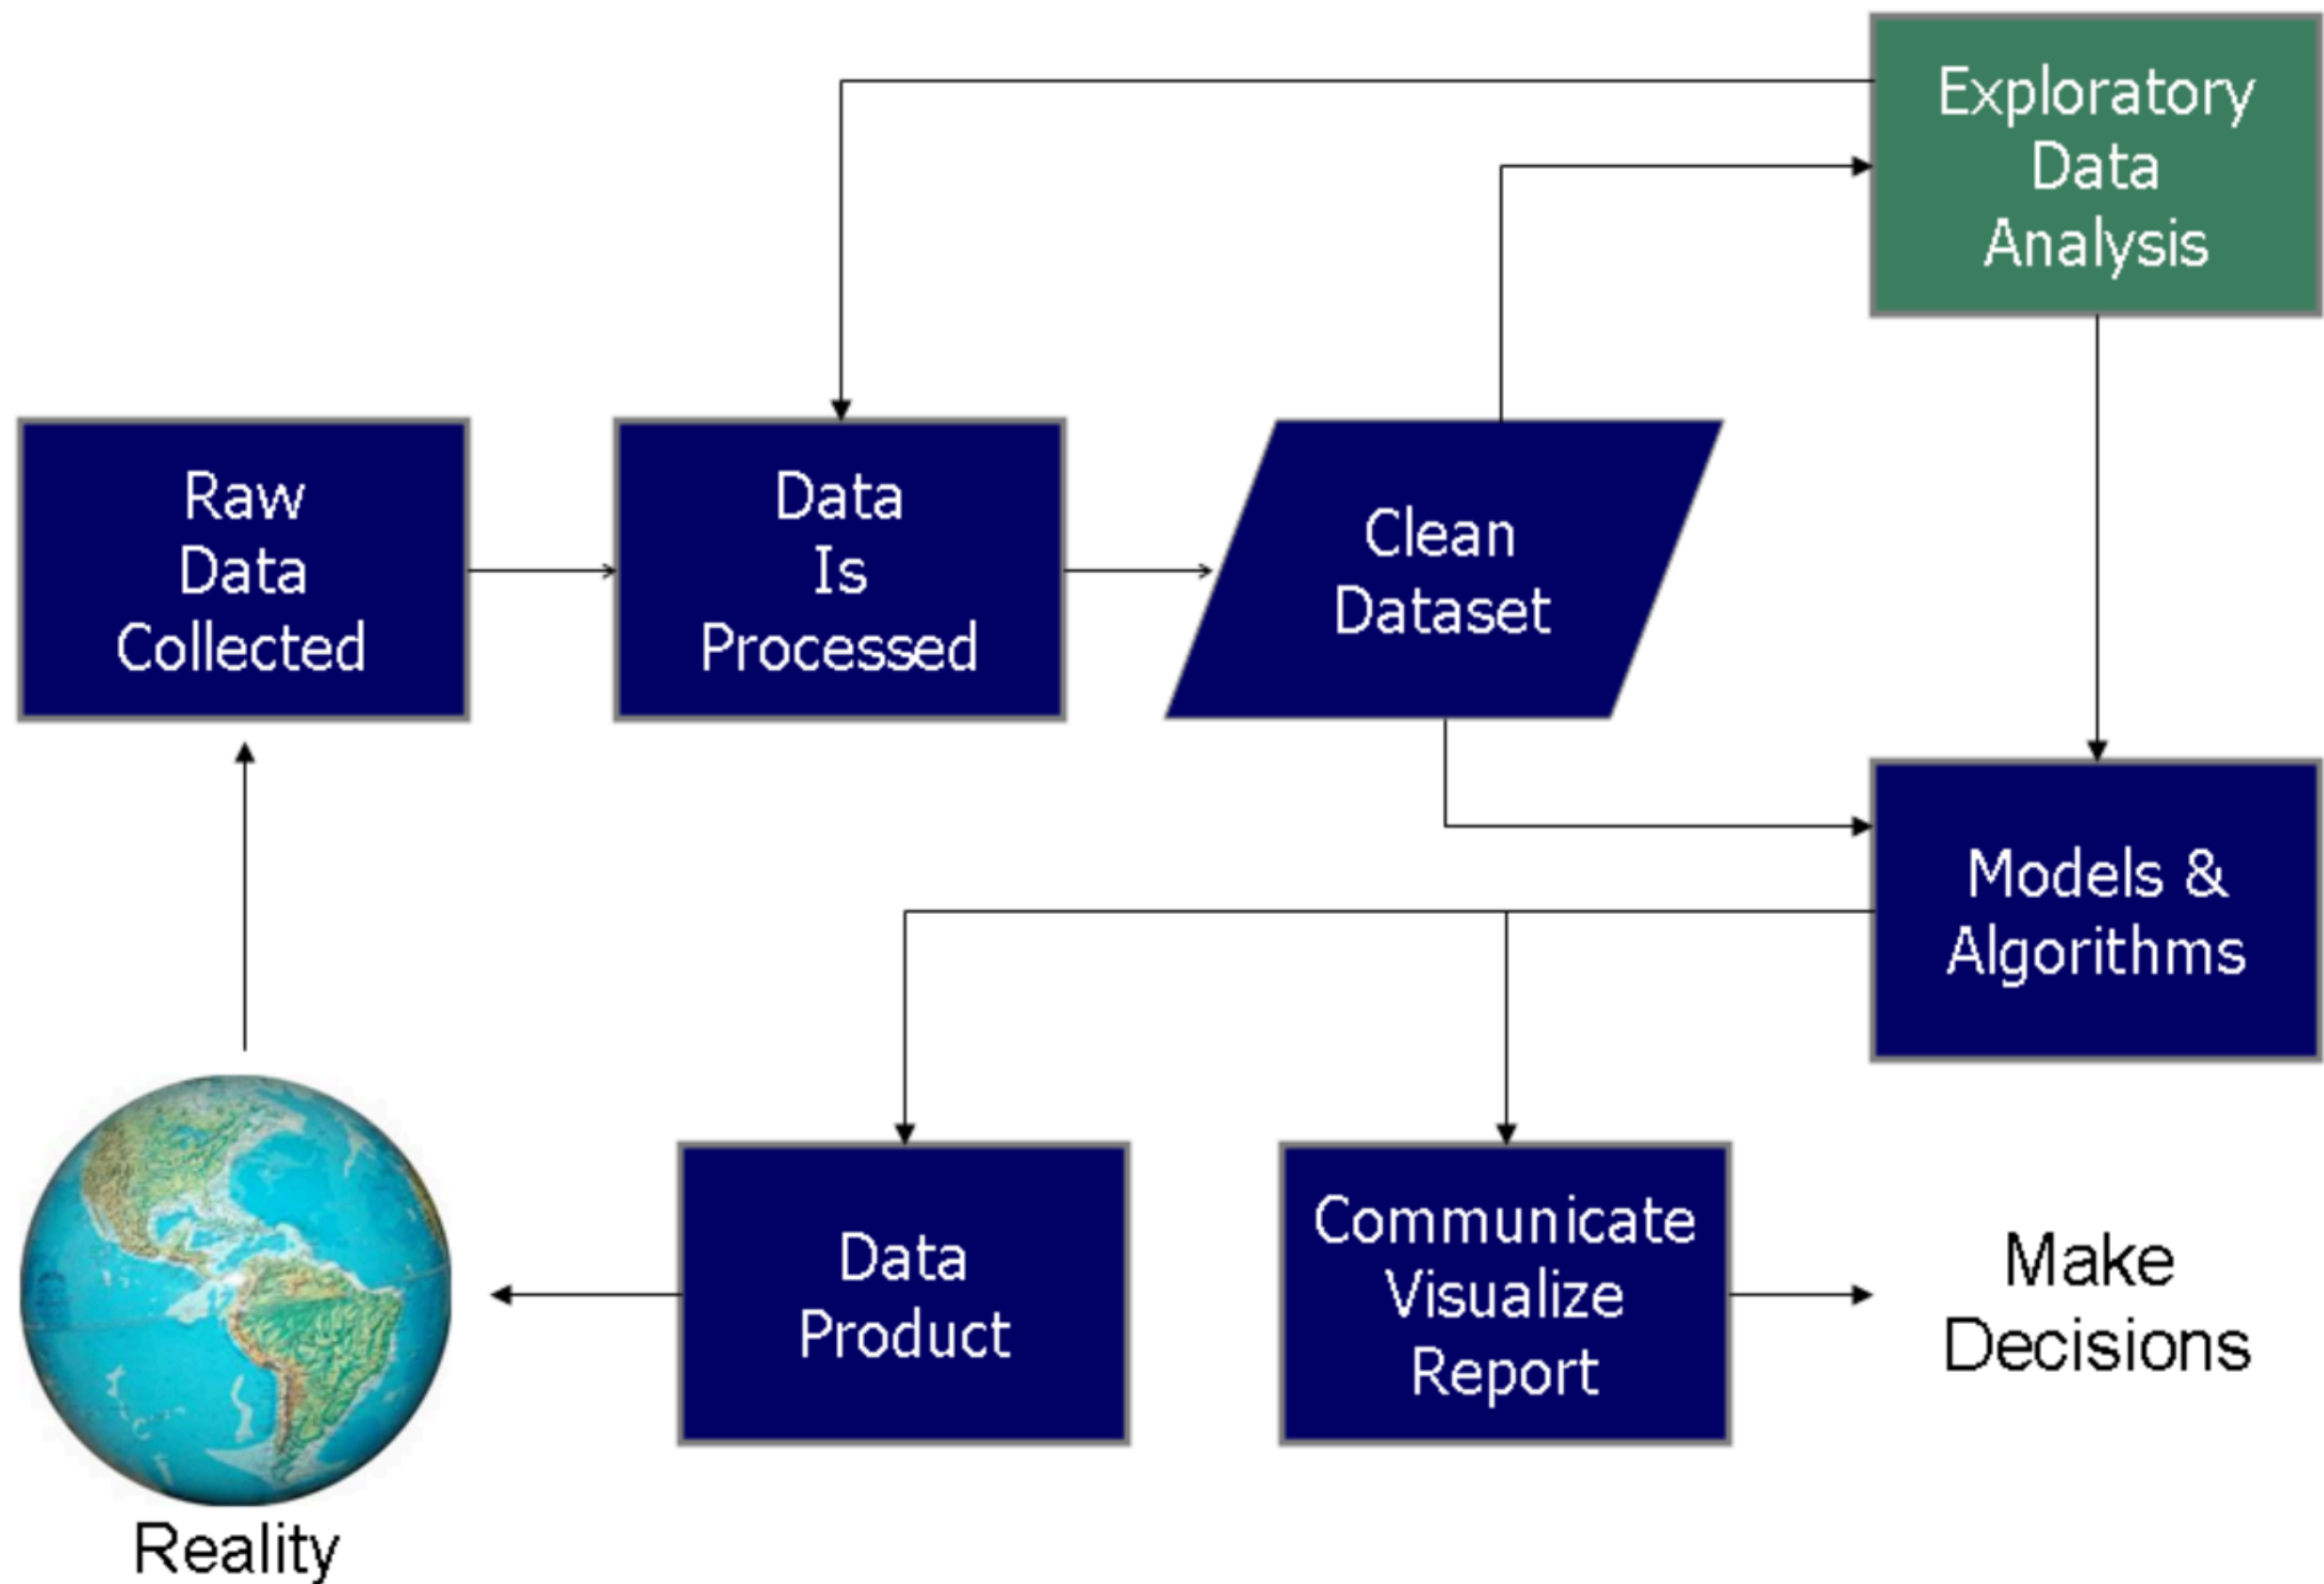 Exploratory
Data
Analysis
Raw
Data
Collected
Data
Is
Processed
Clean
Dataset
Models &
Algorithms
Data
Product
Communicate
Visualize
Report
Make
Decisions
Reality